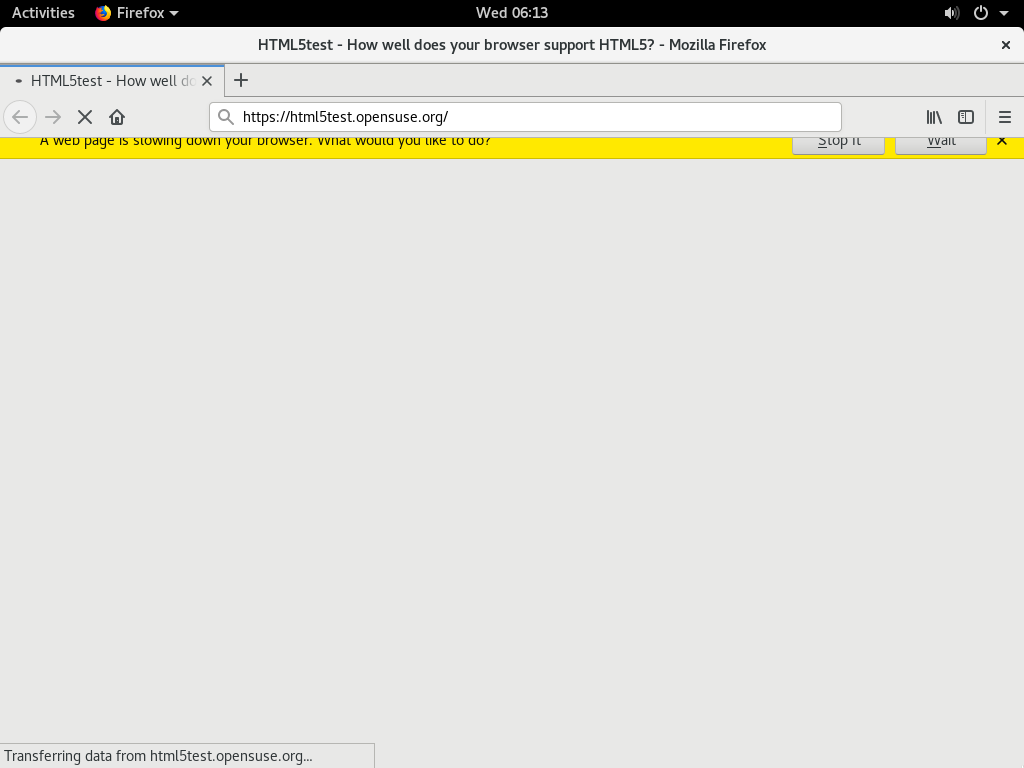 Activities Firefox Wed 06:13
HTML5test - How well does your browser support HTML5? - Mozilla Firefox
HTML5test - How well do
https://html5test.opensuse.org/
A web page is slowing down your browser. What would you like to do? Stop It Wait
Transferring data from html5test.opensuse.org...